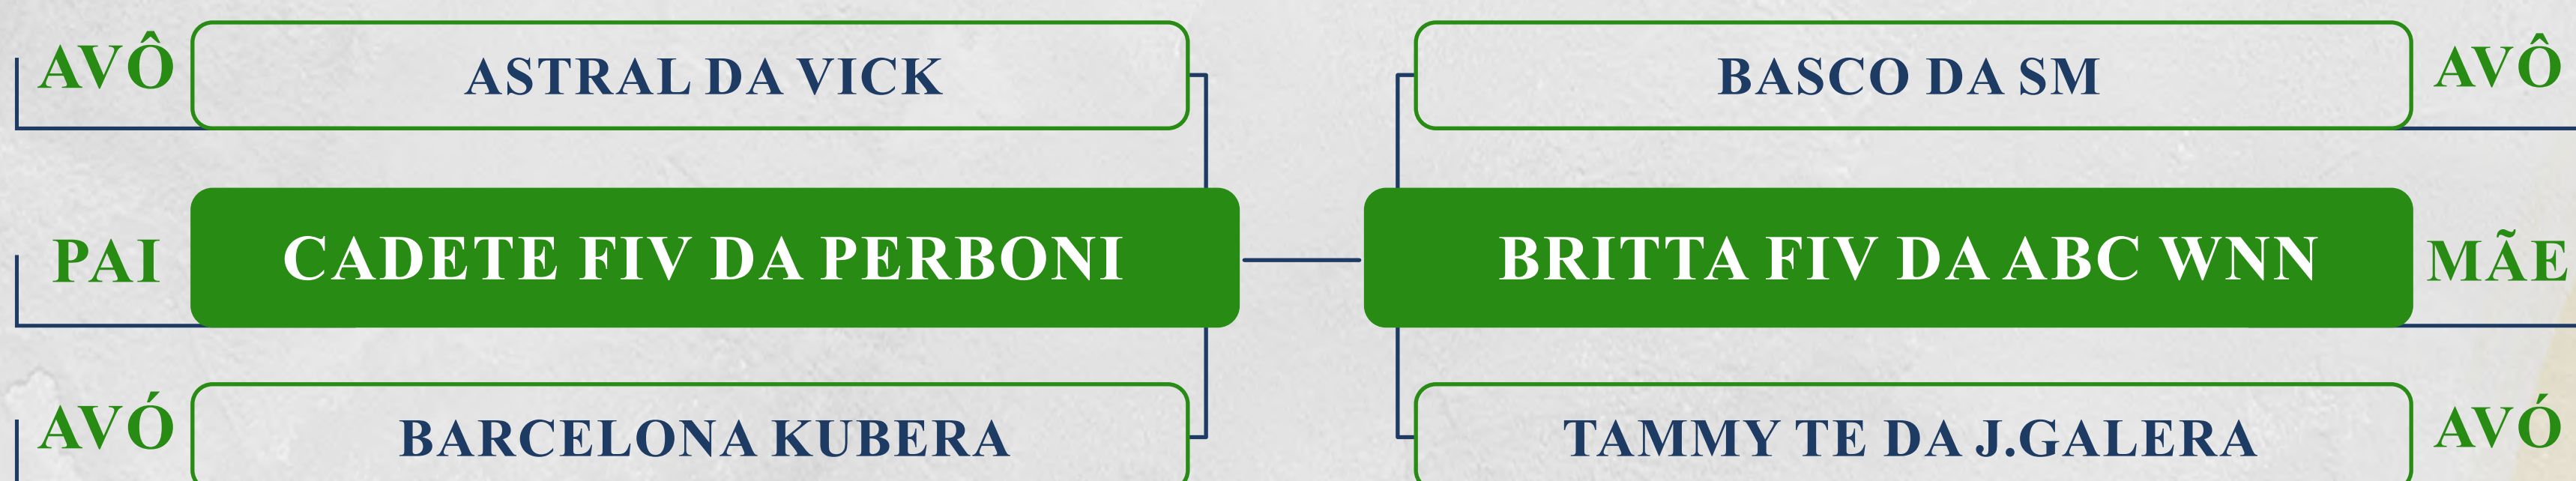 AVÔ ASTRAL DA VICK BASCO DA SM AVÔ
PAI CADETE FIV DA PERBONI BRITTA FIV DA ABC WNN MÃE
AVÓ BARCELONA KUBERA TAMMY TE DA J.GALERA AVÓ